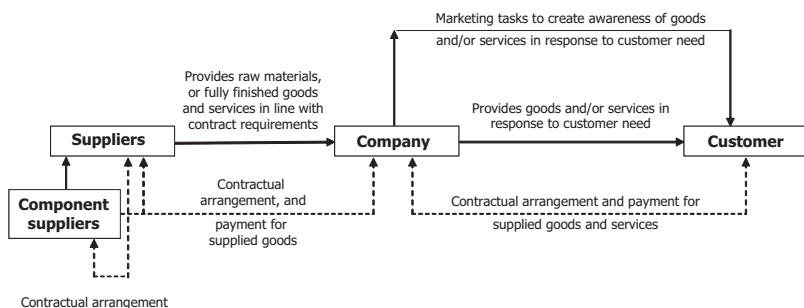 Marketing tasks to create awareness of goods
and/or services in response to customer need
Provides raw materials,
or fully finished goods
and services in line with
contract requirements
Provides goods and/or services in
response to customer need
Suppliers
Company
Customer
Component
suppliers
Contractual
arrangement, and
payment for
supplied goods
Contractual arrangement and payment for
supplied goods and services
Contractual arrangement